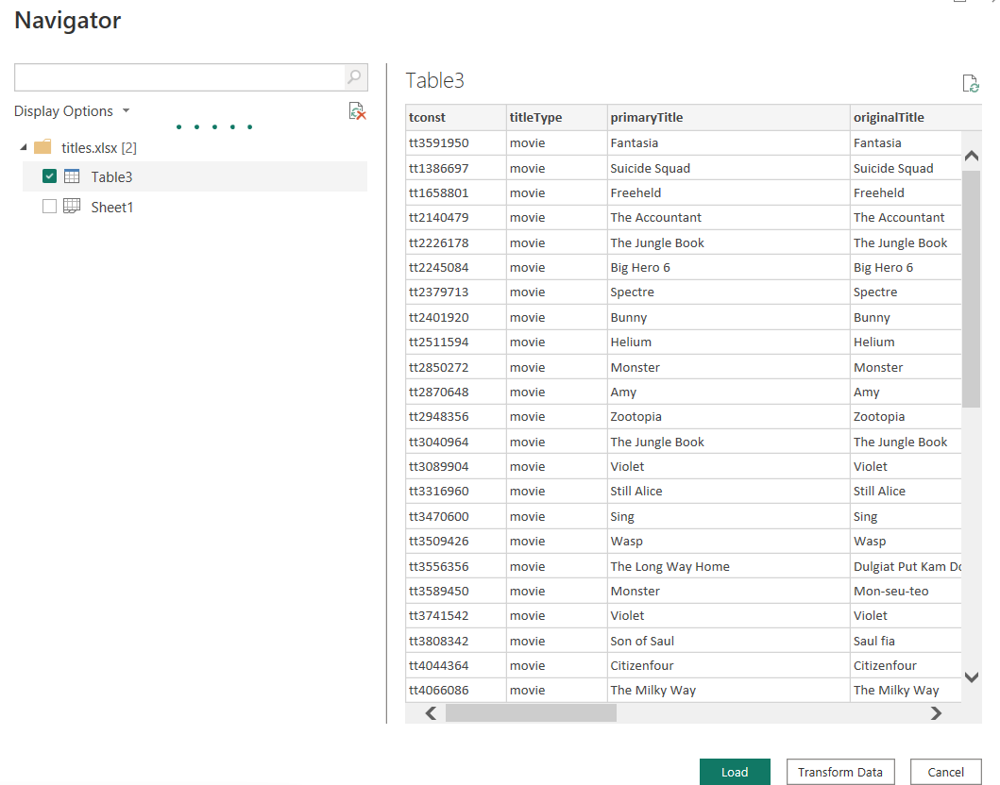 Navigator
Display Options
titles.xlsx [2]
Table3
Sheet1
Table3
tconst titleType primaryTitle originalTitle
tt3591950 movie Fantasia Fantasia
tt1386697 movie Suicide Squad Suicide Squad
tt1658801 movie Freeheld Freeheld
tt2140479 movie The Accountant The Accountant
tt2226178 movie The Jungle Book The Jungle Book
tt2245084 movie Big Hero 6 Big Hero 6
tt2379713 movie Spectre Spectre
tt2401920 movie Bunny Bunny
tt2511594 movie Helium Helium
tt2850272 movie Monster Monster
tt2870648 movie Amy Amy
tt2948356 movie Zootopia Zootopia
tt3040964 movie The Jungle Book The Jungle Book
tt3089904 movie Violet Violet
tt3316960 movie Still Alice Still Alice
tt3470600 movie Sing Sing
tt3509426 movie Wasp Wasp
tt3556356 movie The Long Way Home Dulgiat Put Kam Do
tt3589450 movie Monster Mon-seu-teo
tt3741542 movie Violet Violet
tt3808342 movie Son of Saul Saul fia
tt4044364 movie Citizenfour Citizenfour
tt4066086 movie The Milky Way The Milky Way
Load Transform Data Cancel